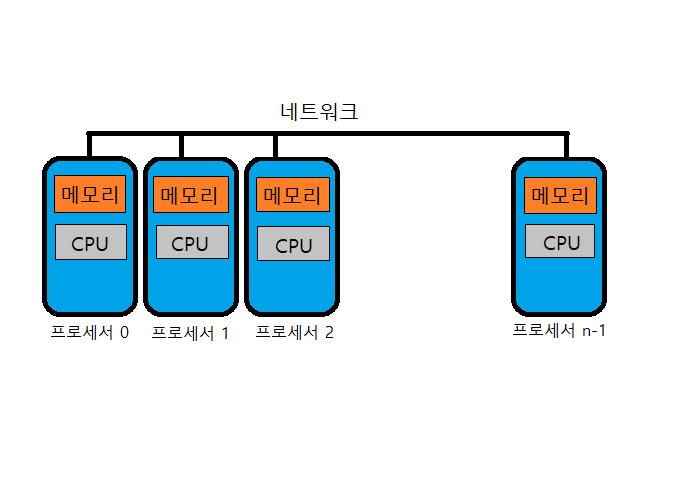 네트워크
메모리 메모리 메모리 메모리
CPU CPU CPU CPU
프로세서 0 프로세서 1 프로세서 2 프로세서 n-1